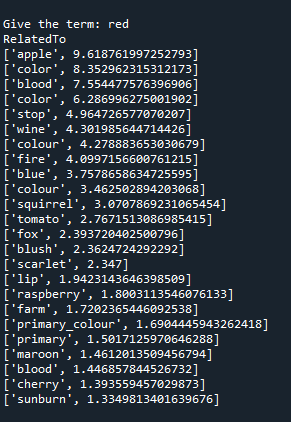 Give the term: red
RelatedTo
['apple', 9.618761997252793]
['color', 8.352962315312173]
['blood', 7.554477576396906]
['color', 6.286996275001902]
['stop', 4.964726577070207]
['wine', 4.301985644714426]
['colour', 4.278883653030679]
['fire', 4.0997156600761215]
['blue', 3.7578658634725595]
['colour', 3.462502894203068]
['squirrel', 3.0707869231065454]
['tomato', 2.7671513086985415]
['fox', 2.393720402500796]
['blush', 2.3624724292292]
['scarlet', 2.347]
['lip', 1.9423143646398509]
['raspberry', 1.8003113546076133]
['farm', 1.7202365446092538]
['primary_colour', 1.6904445943262418]
['primary', 1.5017125970646288]
['maroon', 1.4612013509456794]
['blood', 1.446857844526732]
['cherry', 1.393559457029873]
['sunburn', 1.3349813401639676]